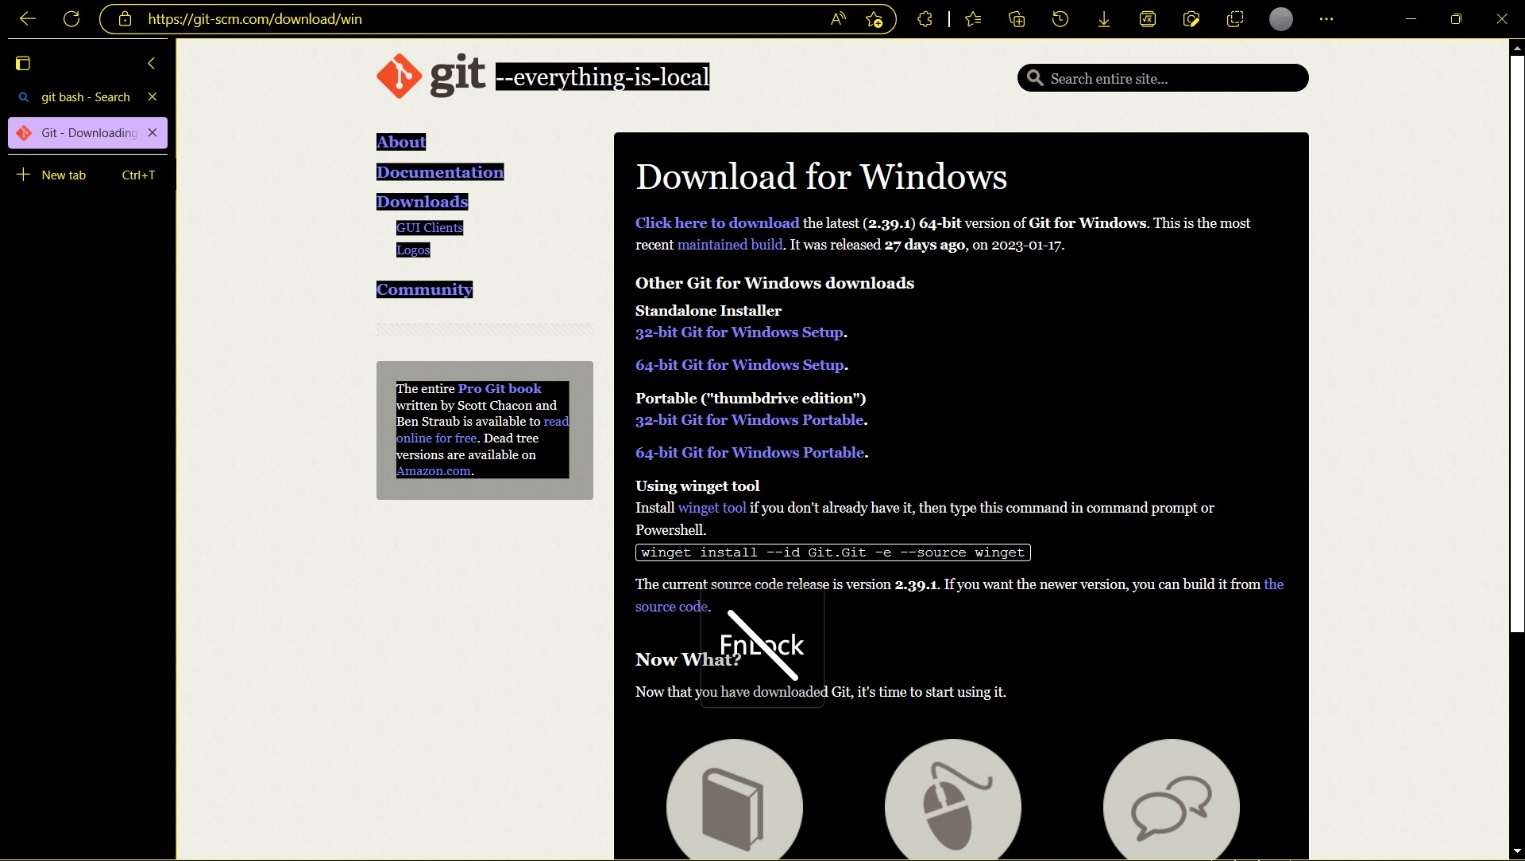 https://git-scm.com/download/win
git bash - Search
Git - Downloading
New tab Ctrl+T
git --everything-is-local
Search entire site...
About
Documentation
Downloads
GUI Clients
Logos
Community
The entire Pro Git book
written by Scott Chacon and
Ben Straub is available to read
online for free. Dead tree
versions are available on
Amazon.com.
Download for Windows
Click here to download the latest (2.39.1) 64-bit version of Git for Windows. This is the most
recent maintained build. It was released 27 days ago, on 2023-01-17.
Other Git for Windows downloads
Standalone Installer
32-bit Git for Windows Setup.
64-bit Git for Windows Setup.
Portable ("thumbdrive edition")
32-bit Git for Windows Portable.
64-bit Git for Windows Portable.
Using winget tool
Install winget tool if you don't already have it, then type this command in command prompt or
Powershell.
winget install --id Git.Git -e --source winget
The current source code release is version 2.39.1. If you want the newer version, you can build it from the
source code.
FnLock
Now What?
Now that you have downloaded Git, it's time to start using it.